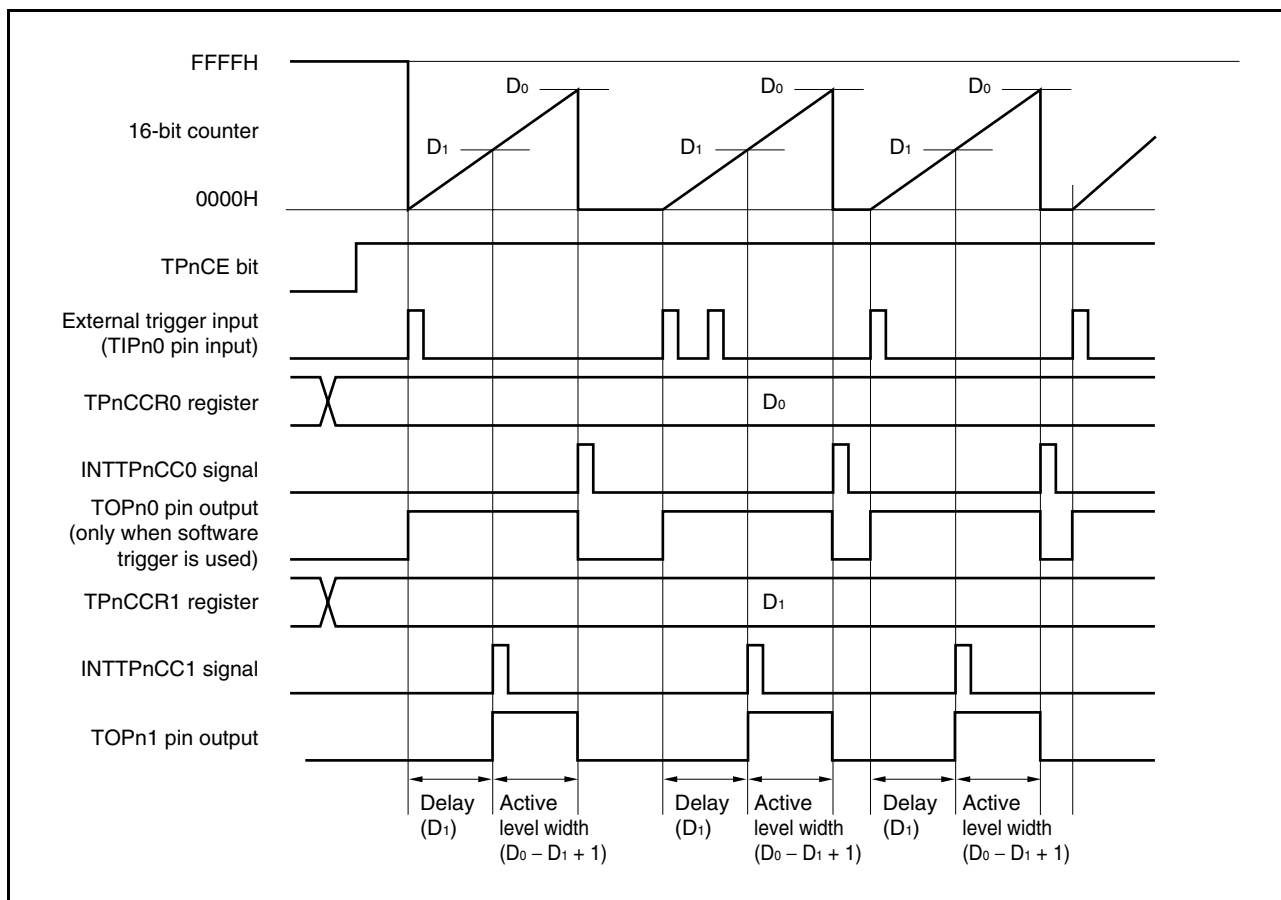 FFFFH
D₀
D₀
D₀
16-bit counter
D₁
D₁
D₁
0000H
TPnCE bit
External trigger input
(TIPn0 pin input)
TPnCCR0 register
D₀
INTTPnCC0 signal
TOPn0 pin output
(only when software
trigger is used)
TPnCCR1 register
D₁
INTTPnCC1 signal
TOPn1 pin output
Delay
(D₁)
Active
level width
(D₀ – D₁ + 1)
Delay
(D₁)
Active
level width
(D₀ – D₁ + 1)
Delay
(D₁)
Active
level width
(D₀ – D₁ + 1)